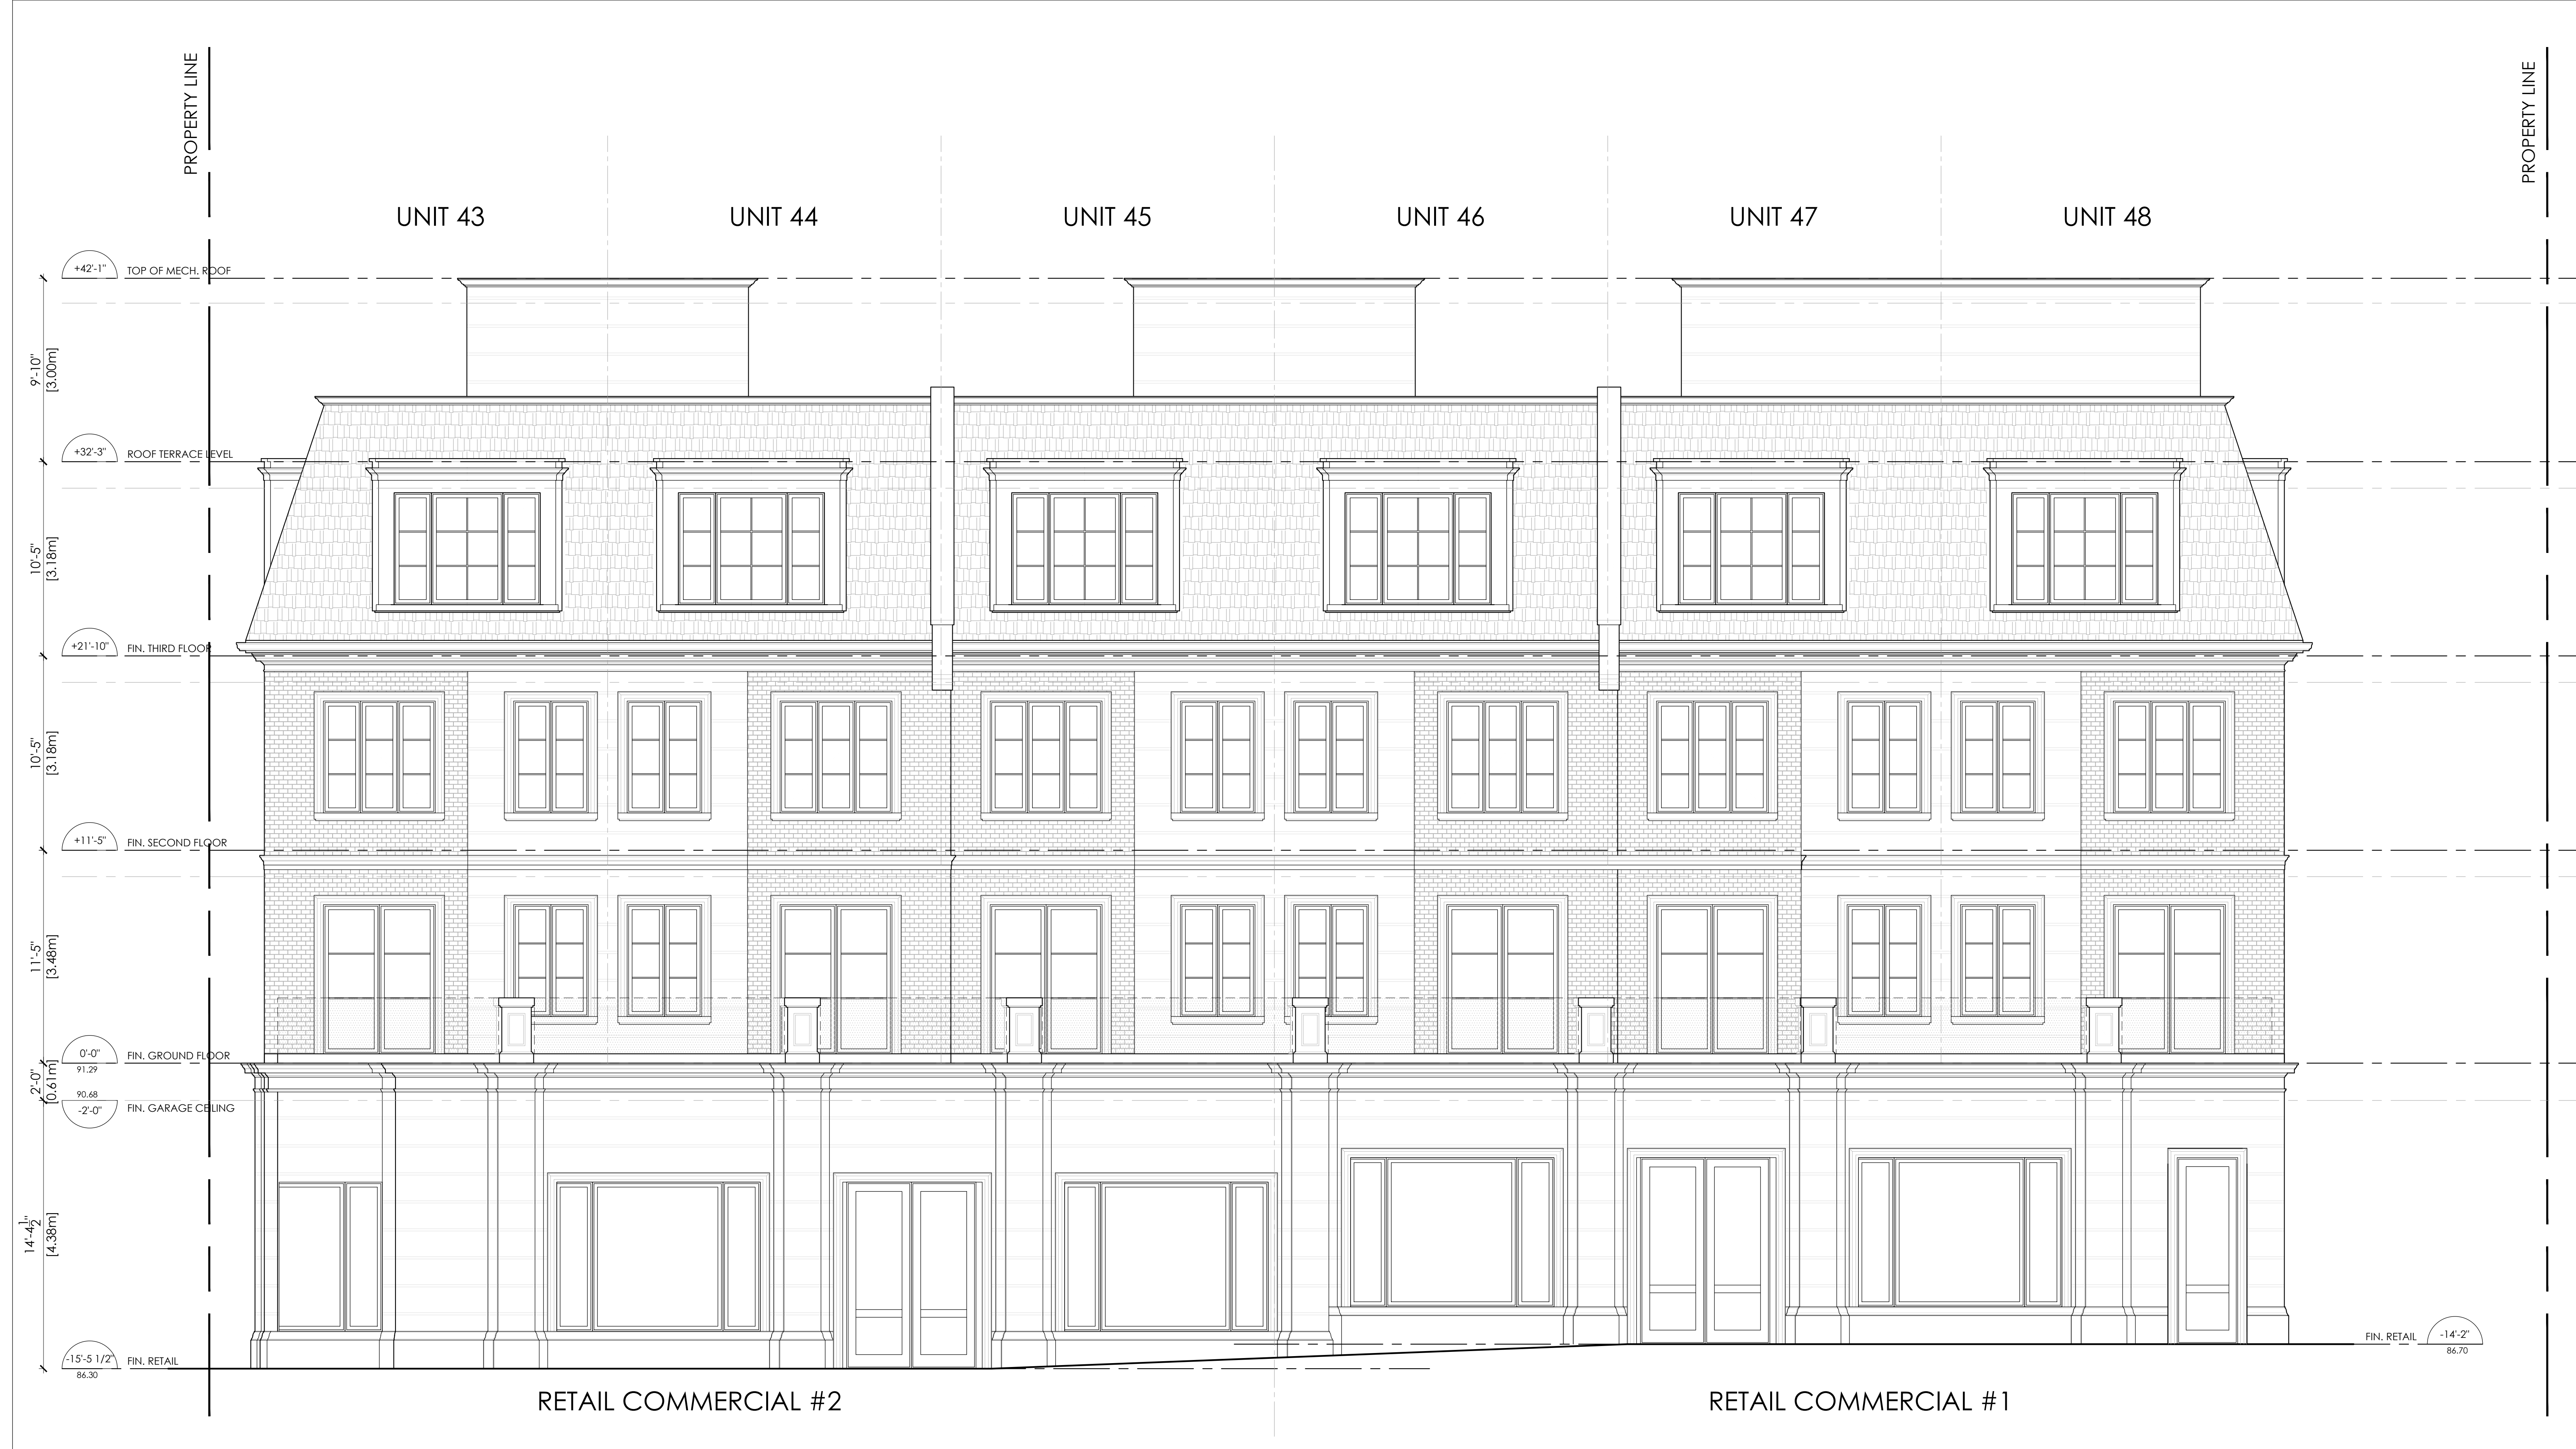 PROPERTY LINE
PROPERTY LINE
UNIT 43
UNIT 44
UNIT 45
UNIT 46
UNIT 47
UNIT 48
+42'-1" TOP OF MECH. ROOF
9'-10"
[3.00m]
+32'-3" ROOF TERRACE LEVEL
10'-5"
[3.18m]
+21'-10" FIN. THIRD FLOOR
10'-5"
[3.18m]
+11'-5" FIN. SECOND FLOOR
11'-5"
[3.48m]
0'-0" FIN. GROUND FLOOR
91.29
2'-0"
[0.61m]
90.68
-2'-0" FIN. GARAGE CEILING
14'-4 1/2"
[4.38m]
-15'-5 1/2" FIN. RETAIL
86.30
FIN. RETAIL -14'-2"
86.70
RETAIL COMMERCIAL #2
RETAIL COMMERCIAL #1